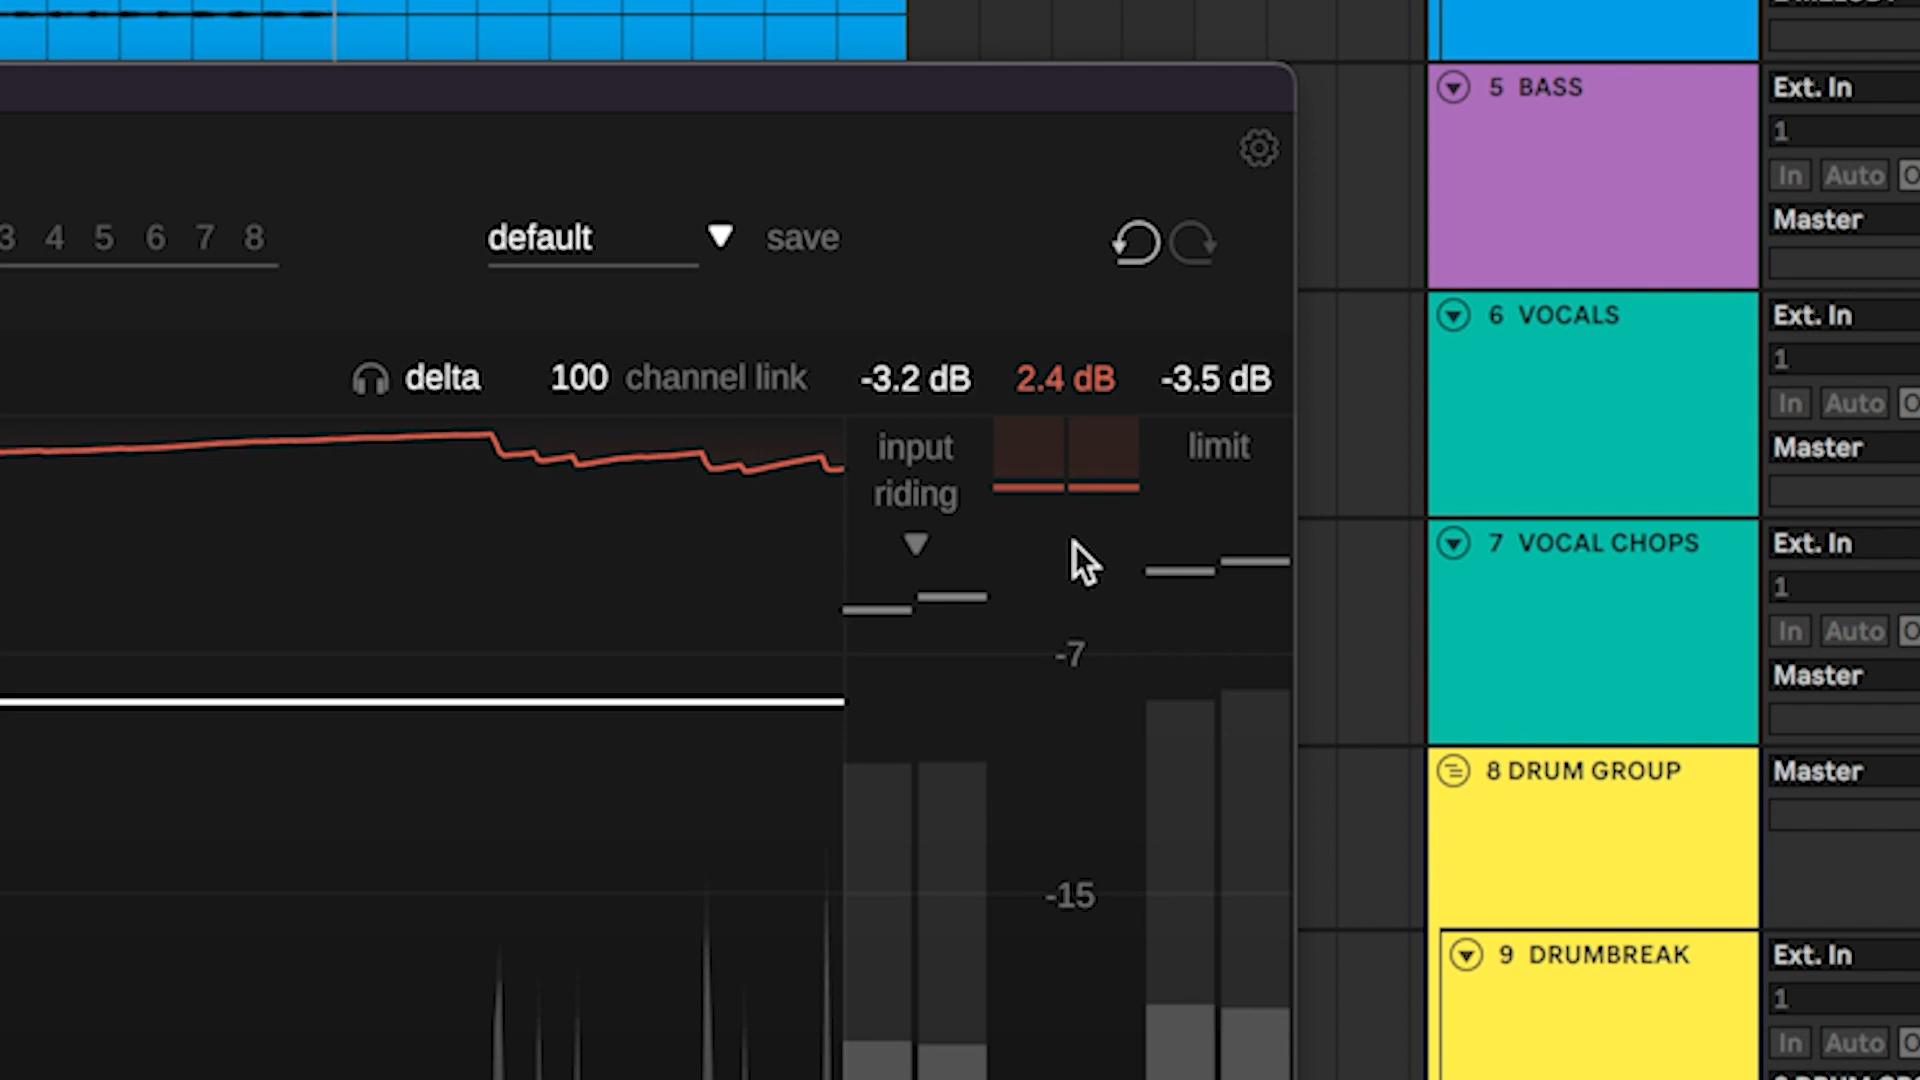 5 BASS
Ext. In
1
In Auto
Master
3 4 5 6 7 8
default
save
6 VOCALS
Ext. In
1
In Auto
Master
delta
100 channel link
-3.2 dB
2.4 dB
-3.5 dB
input
riding
limit
7 VOCAL CHOPS
Ext. In
1
In Auto
Master
-7
-15
8 DRUM GROUP
Master
9 DRUMBREAK
Ext. In
1
In Auto